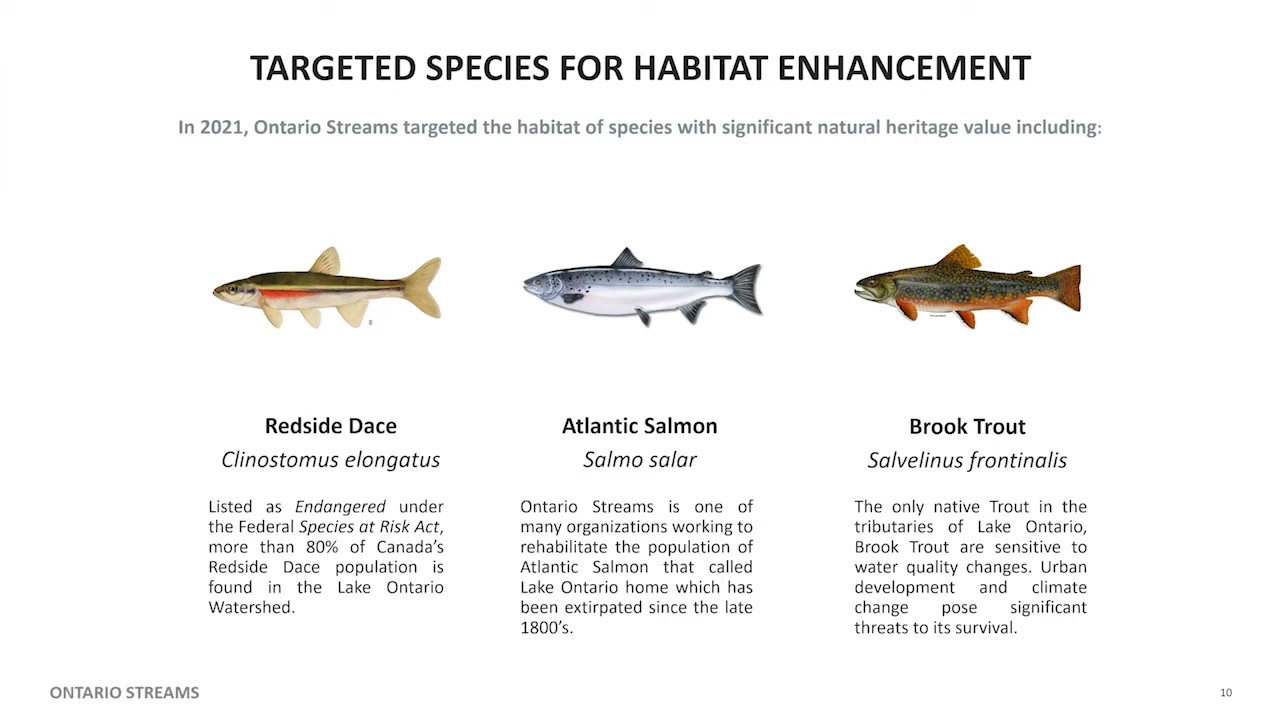 TARGETED SPECIES FOR HABITAT ENHANCEMENT
In 2021, Ontario Streams targeted the habitat of species with significant natural heritage value including:
Redside Dace
Clinostomus elongatus
Listed as Endangered under
the Federal Species at Risk Act,
more than 80% of Canada's
Redside Dace population is
found in the Lake Ontario
Watershed.
Atlantic Salmon
Salmo salar
Ontario Streams is one of
many organizations working to
rehabilitate the population of
Atlantic Salmon that called
Lake Ontario home which has
been extirpated since the late
1800's.
Brook Trout
Salvelinus frontinalis
The only native Trout in the
tributaries of Lake Ontario,
Brook Trout are sensitive to
water quality changes. Urban
development and climate
change pose significant
threats to its survival.
ONTARIO STREAMS
10